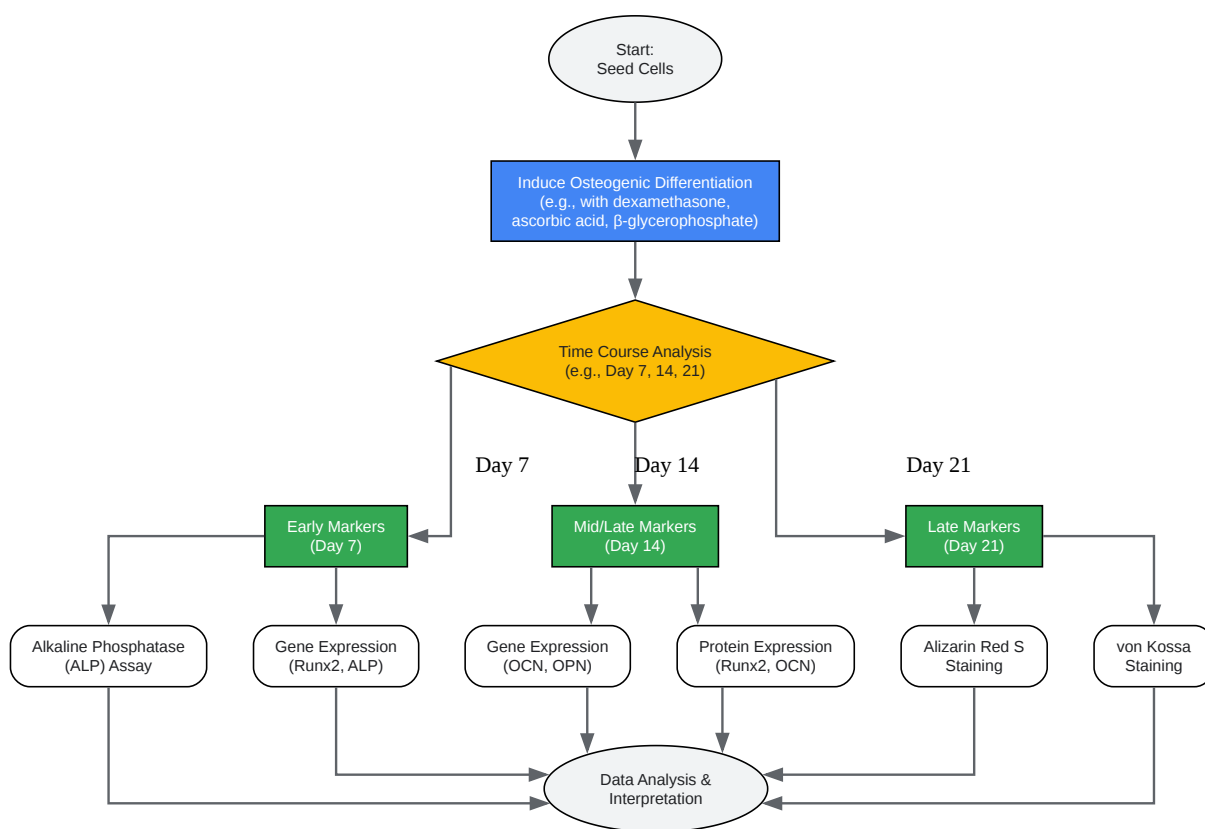 Start:
Seed Cells
Induce Osteogenic Differentiation
(e.g., with dexamethasone,
ascorbic acid, β-glycerophosphate)
Time Course Analysis
(e.g., Day 7, 14, 21)
Day 7
Day 14
Day 21
Early Markers
(Day 7)
Mid/Late Markers
(Day 14)
Late Markers
(Day 21)
Alkaline Phosphatase
(ALP) Assay
Gene Expression
(Runx2, ALP)
Gene Expression
(OCN, OPN)
Protein Expression
(Runx2, OCN)
Alizarin Red S
Staining
von Kossa
Staining
Data Analysis &
Interpretation